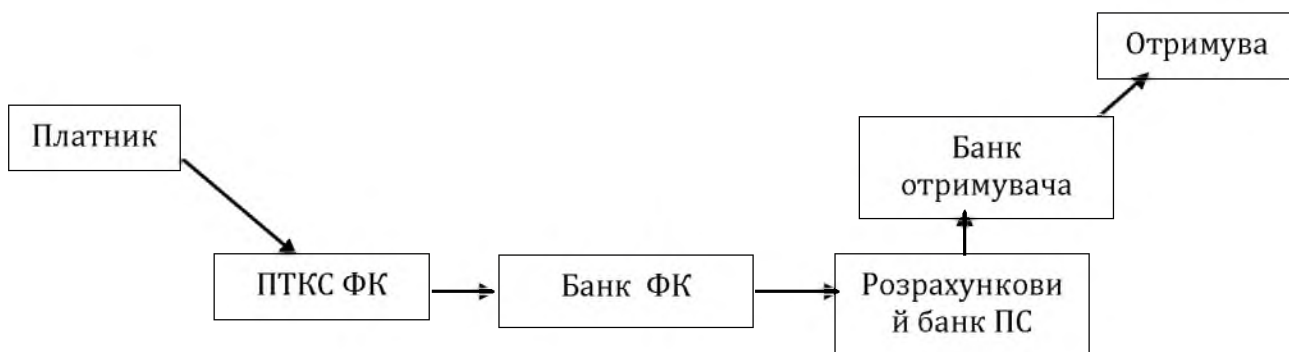 Отримува
Платник
Банк
отримувача
ПТКС ФК
Банк ФК
Розрахункови
й банк ПС